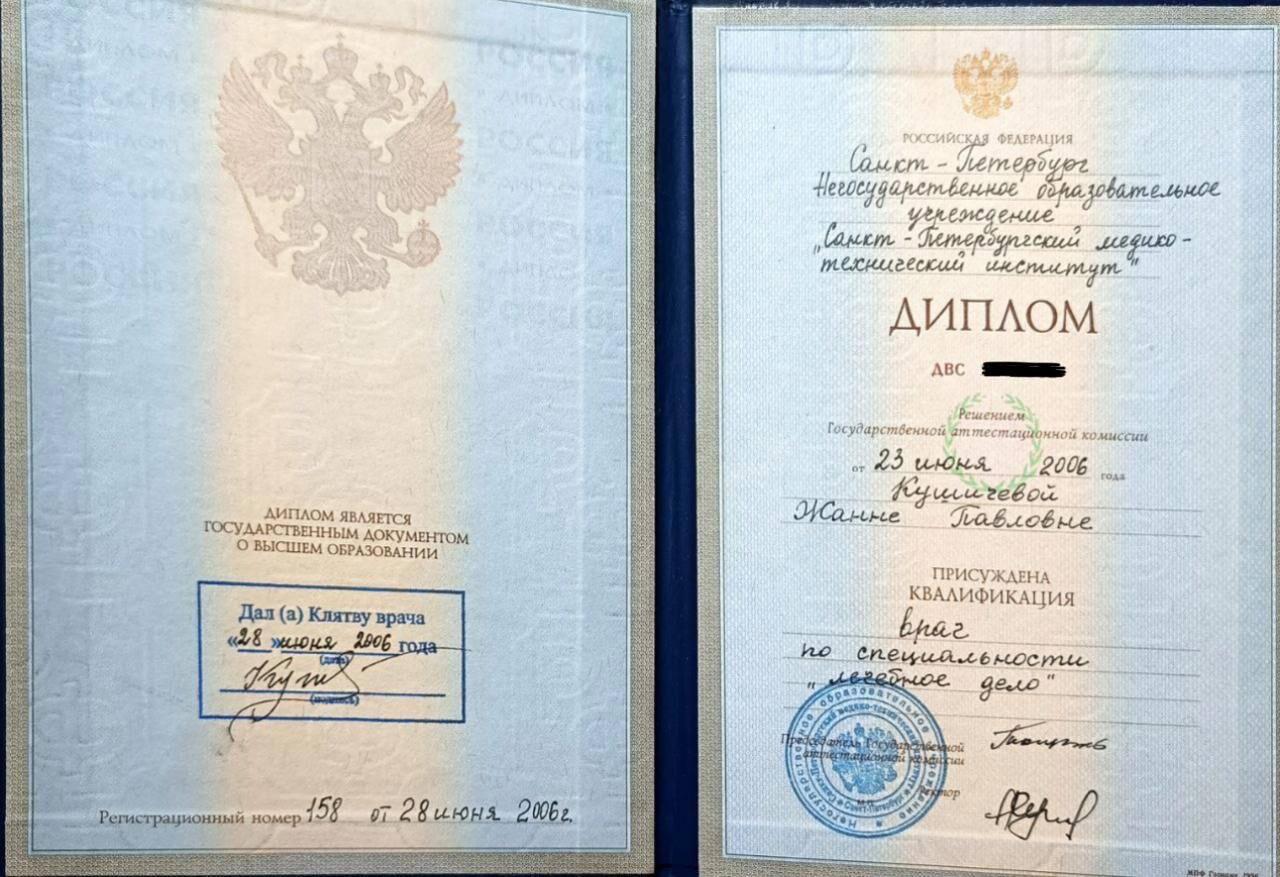 ДИПЛОМ ЯВЛЯЕТСЯ
ГОСУДАРСТВЕННЫМ ДОКУМЕНТОМ
О ВЫСШЕМ ОБРАЗОВАНИИ
Дал (а) Клятву врача
«28 » июня 2006 года
(дата)
(подпись)
Регистрационный номер 158 от 28 июня 2006г.
РОССИЙСКАЯ ФЕДЕРАЦИЯ
Санкт - Петербург
Негосударственное образовательное
учреждение
„Санкт - Петербургский медико-
технический институт"
ДИПЛОМ
ДВС
Решением
Государственной аттестационной комиссии
от 23 июня 2006 года
Кушичевой
Жанне Павловне
ПРИСУЖДЕНА
КВАЛИФИКАЦИЯ
врач
по специальности
„лечебное дело"
Председатель Государственной
аттестационной комиссии
Ректор
М.П.